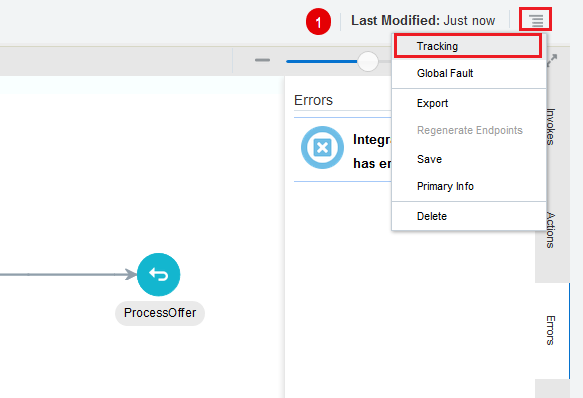 1
Last Modified: Just now
Tracking
Global Fault
Export
Regenerate Endpoints
Save
Primary Info
Delete
Errors
Integra
has er
Invokes
Actions
Errors
ProcessOffer